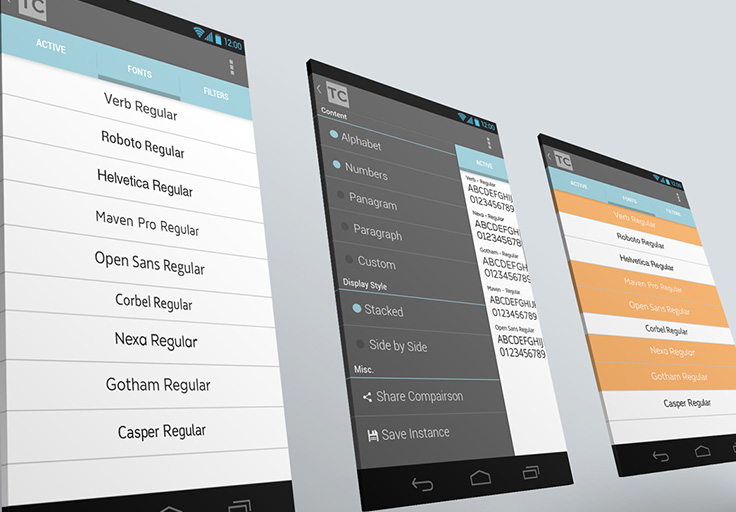 TC
12:00
ACTIVE
FONTS
FILTERS
Verb Regular
Roboto Regular
Helvetica Regular
Maven Pro Regular
Open Sans Regular
Corbel Regular
Nexa Regular
Gotham Regular
Casper Regular
TC
12:00
Content
Alphabet
Numbers
Panagram
Paragraph
Custom
Display Style
Stacked
Side by Side
Misc.
Share Compairson
Save Instance
ACTIVE
Verb - Regular
ABCDEFGHIJ
0123456789
Nexa - Regular
ABCDEFGHIJ
0123456789
Gotham - Regular
ABCDEFGHIJ
0123456789
Maven - Regular
ABCDEFGHIJ
0123456789
Open Sans Regular
ABCDEFGHIJ
0123456789
TC
12:00
ACTIVE
FONTS
FILTERS
Verb Regular
Roboto Regular
Helvetica Regular
Maven Pro Regular
Open Sans Regular
Corbel Regular
Nexa Regular
Gotham Regular
Casper Regular